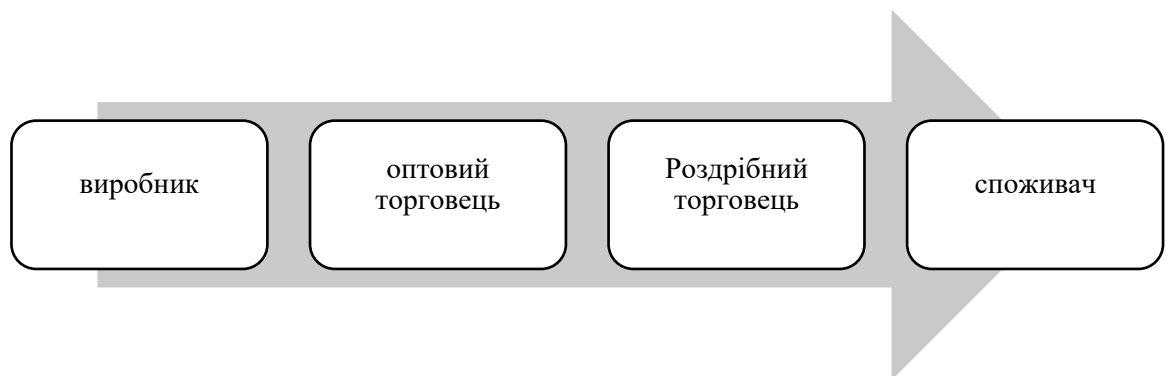 виробник
оптовий
торговець
Роздрібний
торговець
споживач